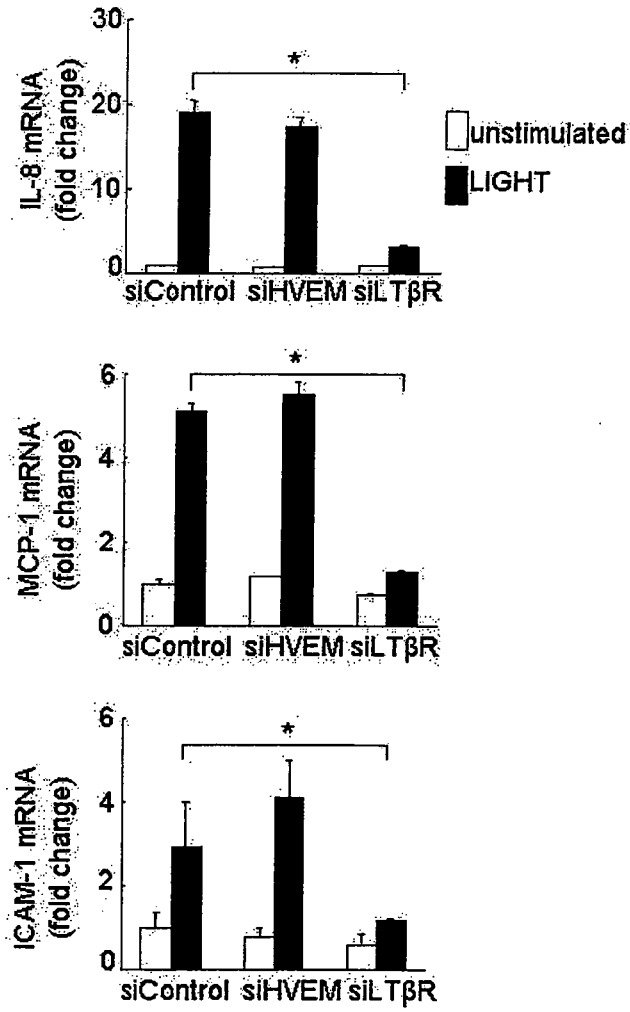 30
20
10
0
IL-8 mRNA
(fold change)
*
unstimulated
LIGHT
siControl siHVEM siLTβR
6
4
2
0
MCP-1 mRNA
(fold change)
*
siControl siHVEM siLTβR
6
4
2
0
ICAM-1 mRNA
(fold change)
*
siControl siHVEM siLTβR